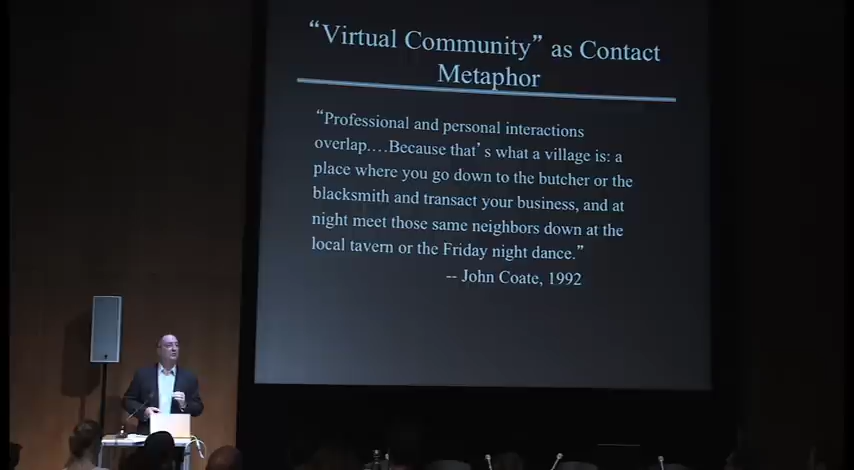 “Virtual Community” as Contact
Metaphor
“Professional and personal interactions
overlap.…Because that’s what a village is: a
place where you go down to the butcher or the
blacksmith and transact your business, and at
night meet those same neighbors down at the
local tavern or the Friday night dance.”
-- John Coate, 1992